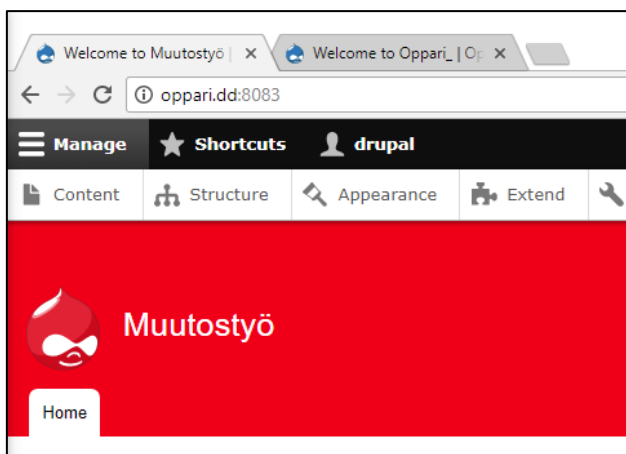 Welcome to Muutostyö | Welcome to Oppari_ | Op
oppari.dd:8083
Manage Shortcuts drupal
Content Structure Appearance Extend
Muutostyö
Home